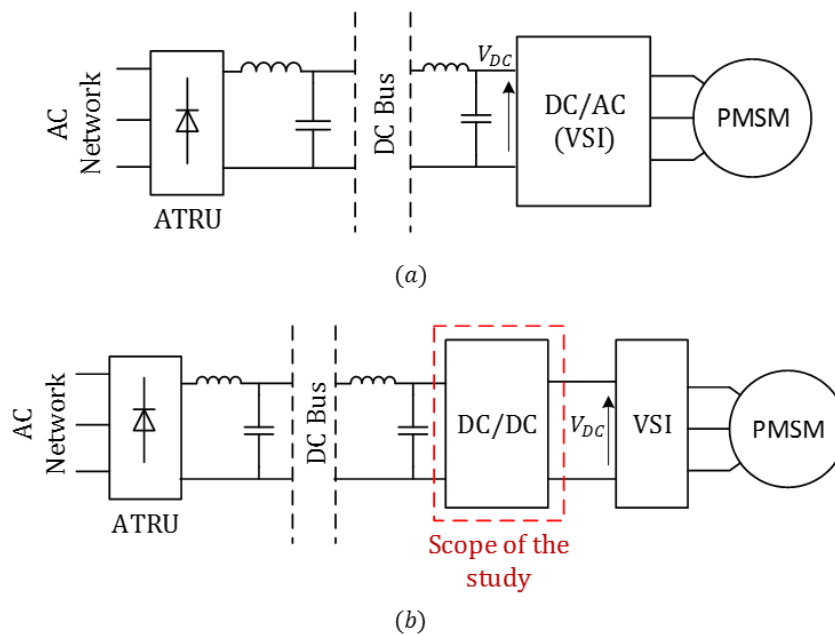 AC
Network
ATRU
DC Bus
V_DC
DC/AC
(VSI)
PMSM
(a)
AC
Network
ATRU
DC Bus
DC/DC
V_DC
VSI
PMSM
Scope of the
study
(b)